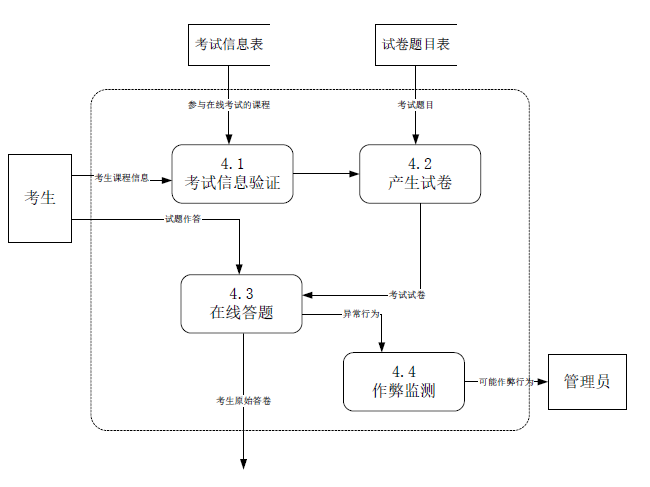 考试信息表
试卷题目表
参与在线考试的课程
考试题目
4.1
考试信息验证
4.2
产生试卷
考生
考生课程信息
试题作答
4.3
在线答题
考试试卷
异常行为
4.4
作弊监测
可能作弊行为
管理员
考生原始答卷